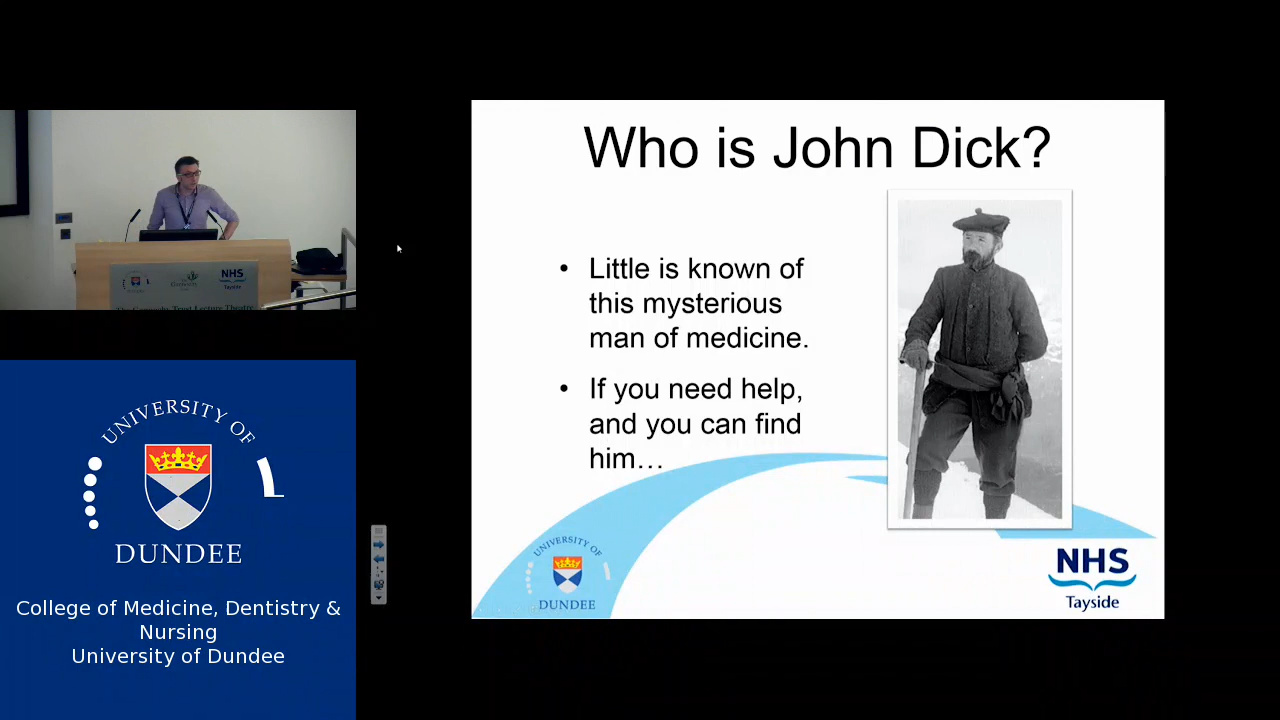 Who is John Dick?
• Little is known of
this mysterious
man of medicine.
• If you need help,
and you can find
him…
UNIVERSITY OF
DUNDEE
NHS
Tayside
NHS
Tayside
UNIVERSITY OF
DUNDEE
College of Medicine, Dentistry &
Nursing
University of Dundee